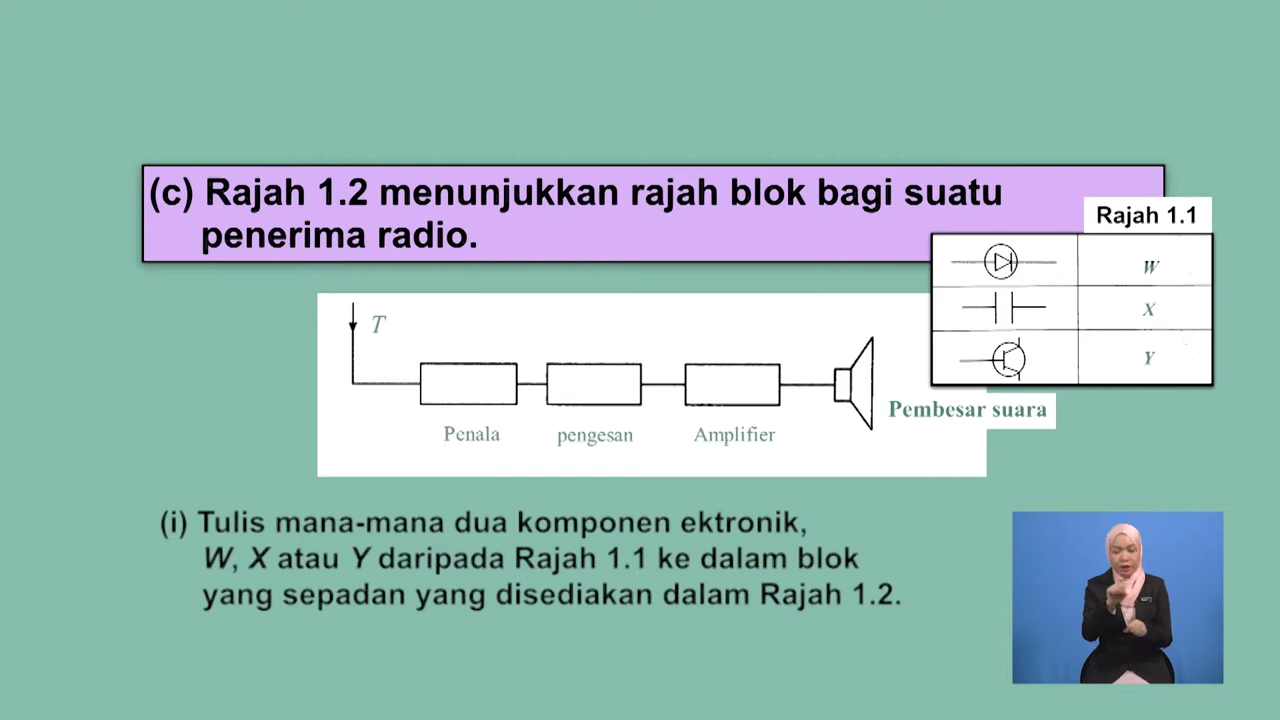 (c) Rajah 1.2 menunjukkan rajah blok bagi suatu
penerima radio.
Rajah 1.1
W
X
Y
T
Penala
pengesan
Amplifier
Pembesar suara
(i) Tulis mana-mana dua komponen ektronik,
W, X atau Y daripada Rajah 1.1 ke dalam blok
yang sepadan yang disediakan dalam Rajah 1.2.